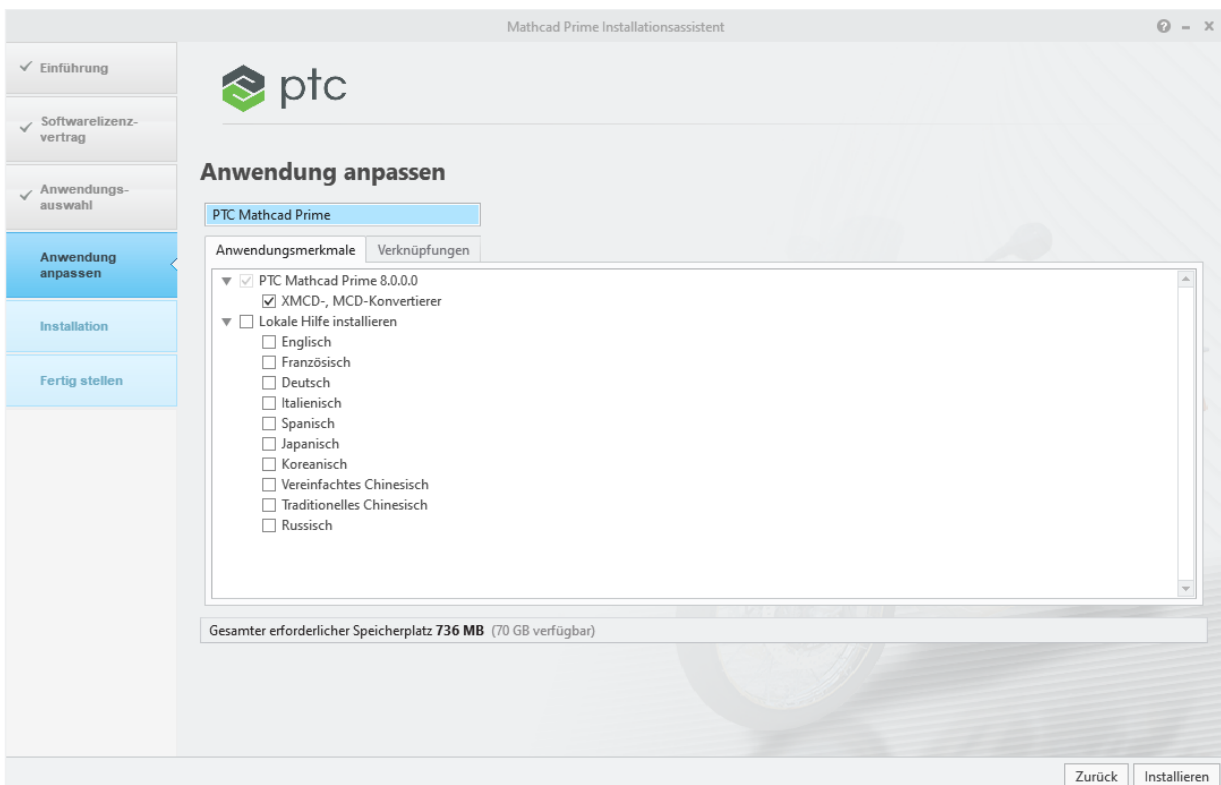 Mathcad Prime Installationsassistent
Einführung
Softwarelizenz-
vertrag
Anwendungs-
auswahl
Anwendung
anpassen
Installation
Fertig stellen
ptc
Anwendung anpassen
PTC Mathcad Prime
Anwendungsmerkmale Verknüpfungen
PTC Mathcad Prime 8.0.0.0
XMCD-, MCD-Konvertierer
Lokale Hilfe installieren
Englisch
Französisch
Deutsch
Italienisch
Spanisch
Japanisch
Koreanisch
Vereinfachtes Chinesisch
Traditionelles Chinesisch
Russisch
Gesamter erforderlicher Speicherplatz 736 MB (70 GB verfügbar)
Zurück Installieren